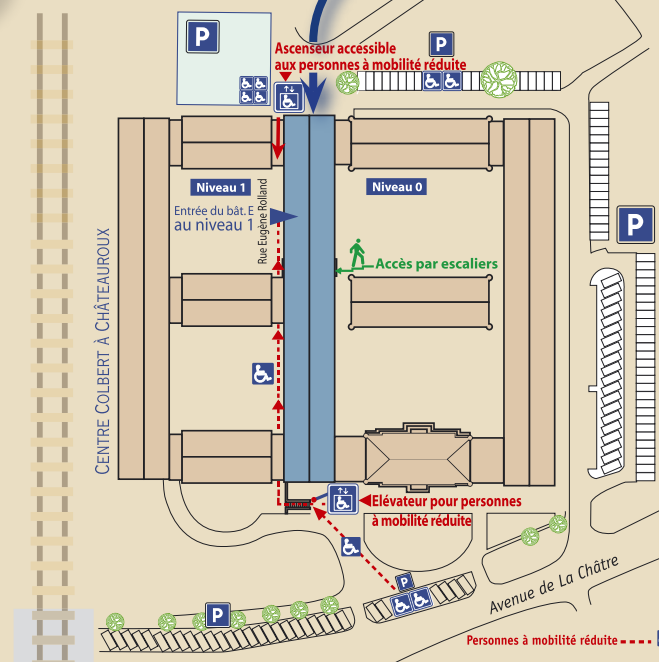 P
P
Ascenseur accessible
aux personnes à mobilité réduite
Niveau 1
Niveau 0
Entrée du bât. E
au niveau 1
Rue Eugène Rolland
P
Accès par escaliers
CENTRE COLBERT À CHÂTEAUROUX
Elévateur pour personnes
à mobilité réduite
P
P
Avenue de La Châtre
Personnes à mobilité réduite